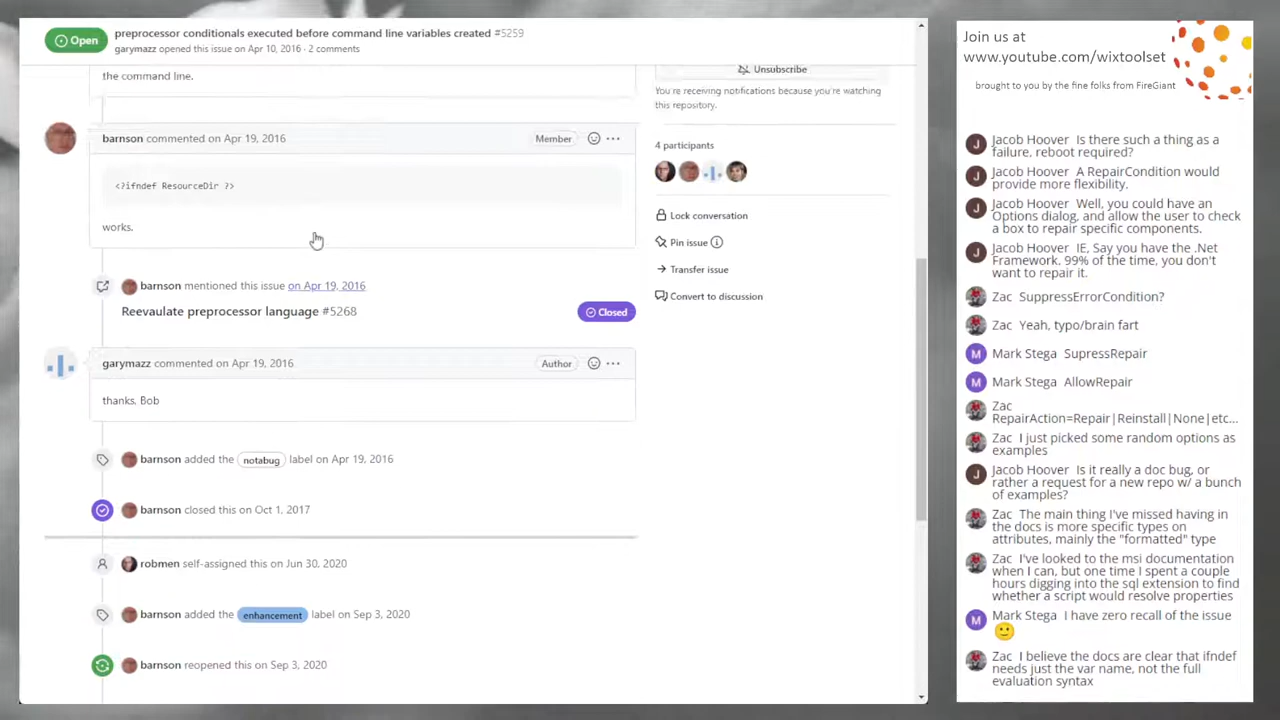 Open
preprocessor conditionals executed before command line variables created #5259
garymazz opened this issue on Apr 10, 2016 · 2 comments
the command line.
barnson commented on Apr 19, 2016
Member
<?ifndef ResourceDir ?>
works.
barnson mentioned this issue on Apr 19, 2016
Reevaulate preprocessor language #5268
Closed
garymazz commented on Apr 19, 2016
Author
thanks. Bob
barnson added the notabug label on Apr 19, 2016
barnson closed this on Oct 1, 2017
robmen self-assigned this on Jun 30, 2020
barnson added the enhancement label on Sep 3, 2020
barnson reopened this on Sep 3, 2020
Unsubscribe
You're receiving notifications because you're watching
this repository.
4 participants
Lock conversation
Pin issue
Transfer issue
Convert to discussion
Join us at
www.youtube.com/wixtoolset
brought to you by the fine folks from FireGiant
J Jacob Hoover Is there such a thing as a
failure, reboot required?
J Jacob Hoover A RepairCondition would
provide more flexibility.
J Jacob Hoover Well, you could have an
Options dialog, and allow the user to check
a box to repair specific components.
J Jacob Hoover IE, Say you have the .Net
Framework. 99% of the time, you don't
want to repair it.
Zac SuppressErrorCondition?
Zac Yeah, typo/brain fart
M Mark Stega SupressRepair
M Mark Stega AllowRepair
Zac
RepairAction=Repair|Reinstall|None|etc...
Zac I just picked some random options as
examples
J Jacob Hoover Is it really a doc bug, or
rather a request for a new repo w/ a bunch
of examples?
Zac The main thing I've missed having in
the docs is more specific types on
attributes, mainly the "formatted" type
Zac I've looked to the msi documentation
when I can, but one time I spent a couple
hours digging into the sql extension to find
whether a script would resolve properties
M Mark Stega I have zero recall of the issue
Zac I believe the docs are clear that ifndef
needs just the var name, not the full
evaluation syntax